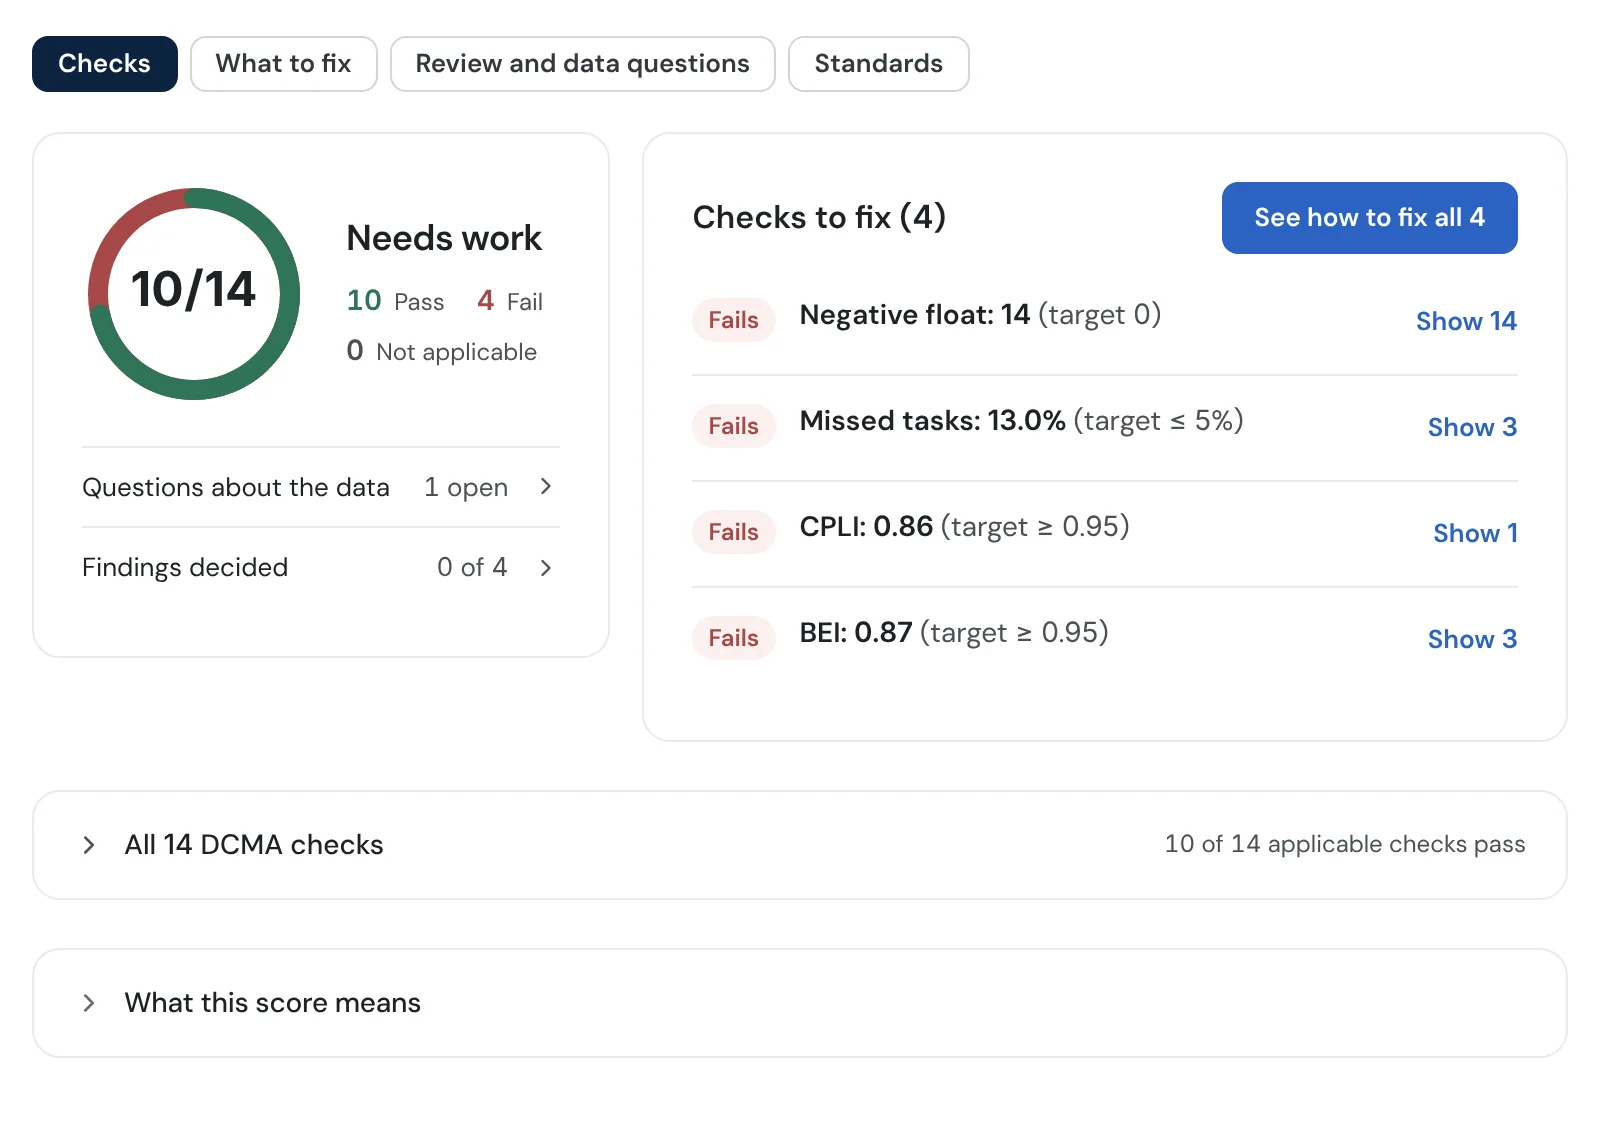 Checks
What to fix
Review and data questions
Standards
10/14
Needs work
10 Pass 4 Fail
0 Not applicable
Questions about the data 1 open
Findings decided 0 of 4
Checks to fix (4)
See how to fix all 4
Fails Negative float: 14 (target 0) Show 14
Fails Missed tasks: 13.0% (target ≤ 5%) Show 3
Fails CPLI: 0.86 (target ≥ 0.95) Show 1
Fails BEI: 0.87 (target ≥ 0.95) Show 3
All 14 DCMA checks 10 of 14 applicable checks pass
What this score means